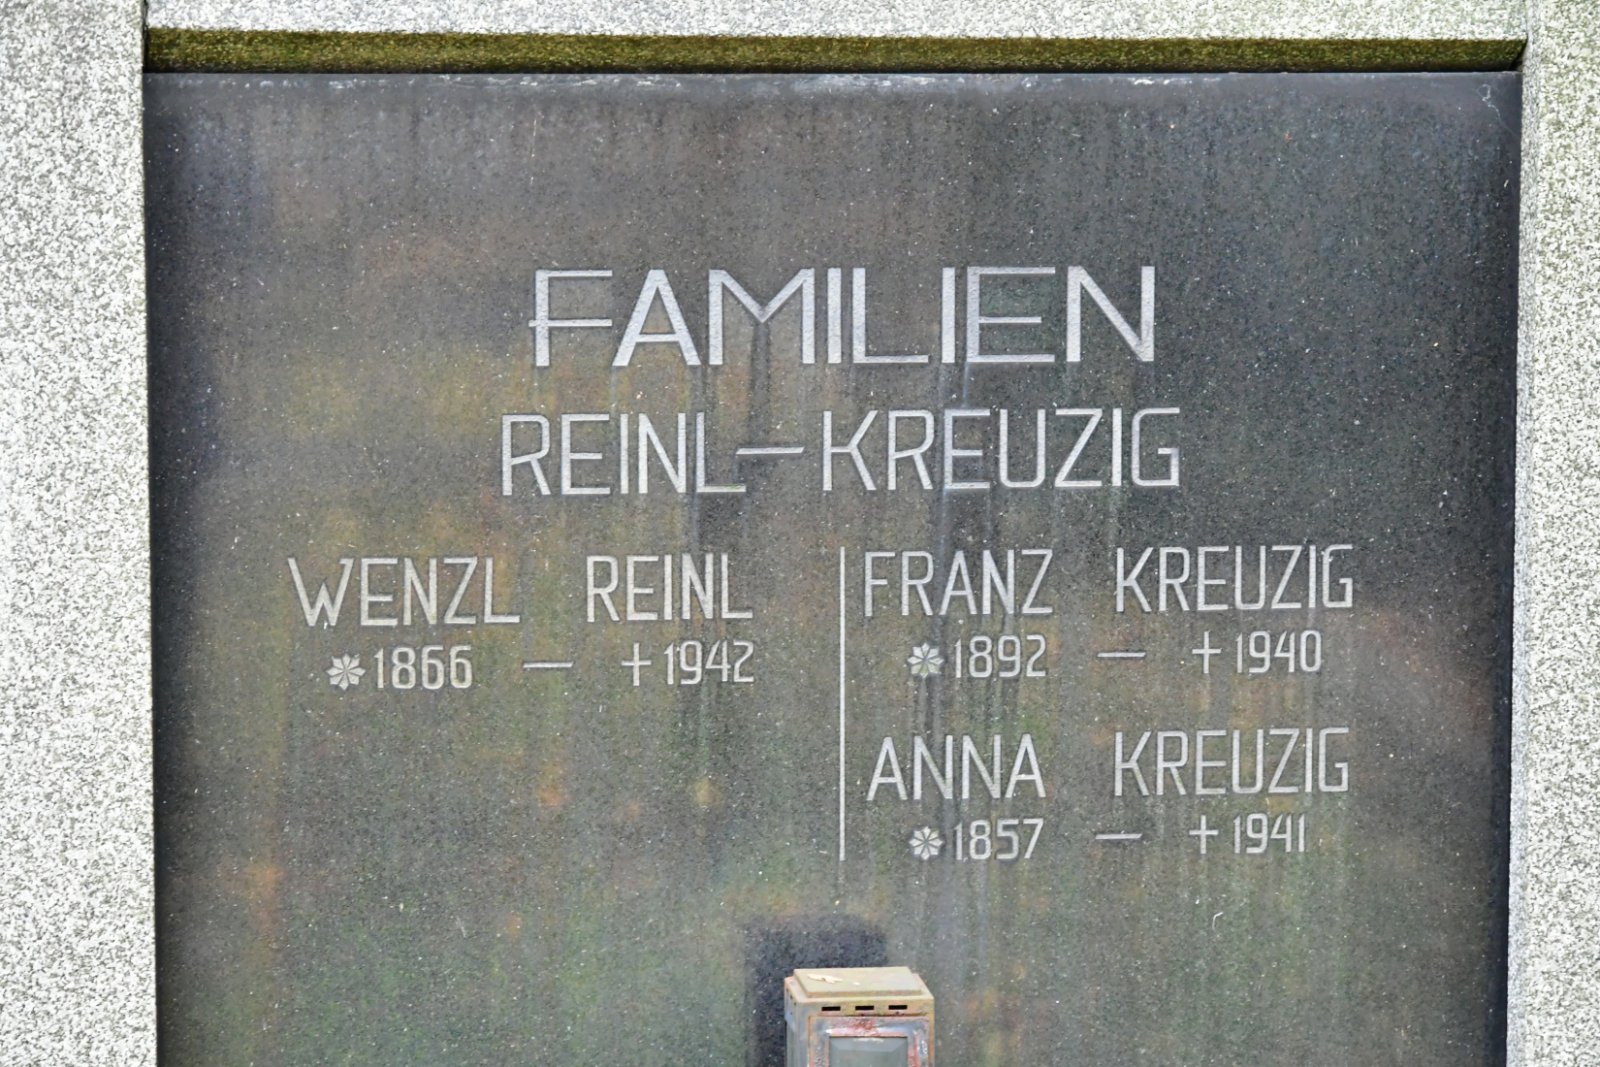 FAMILIEN
REINL-KREUZIG
WENZL REINL
*1866 - †1942
FRANZ KREUZIG
*1892 - †1940
ANNA KREUZIG
*1857 - †1941